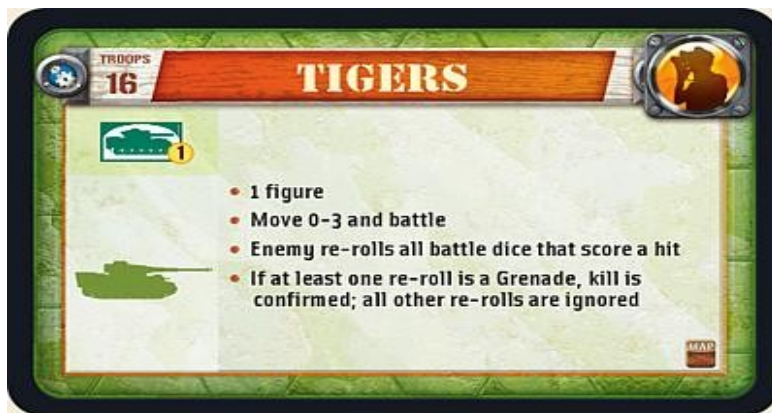 TROOPS
16
TIGERS
1
• 1 figure
• Move 0-3 and battle
• Enemy re-rolls all battle dice that score a hit
• If at least one re-roll is a Grenade, kill is
confirmed; all other re-rolls are ignored
MAP